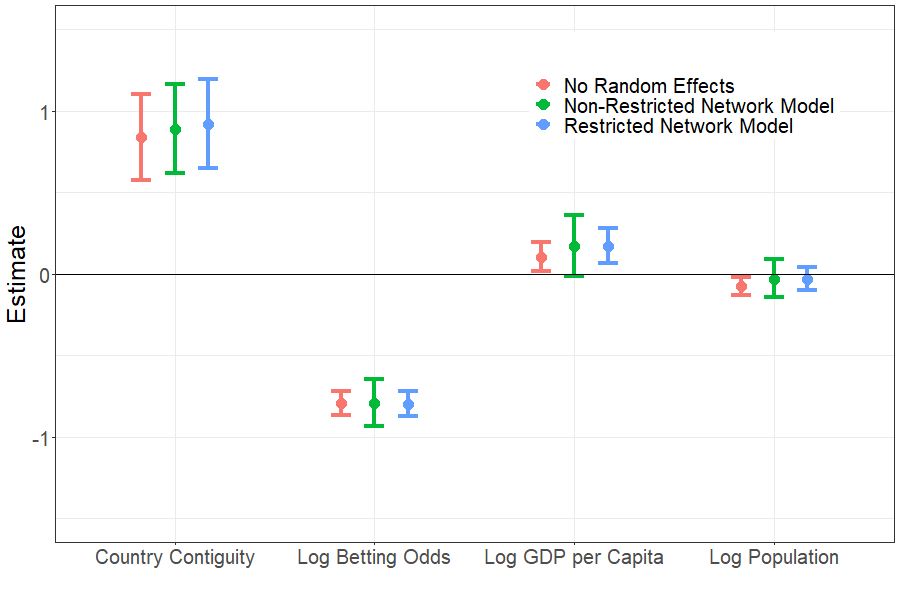 No Random Effects
Non-Restricted Network Model
Restricted Network Model
Estimate
1
0
-1
Country Contiguity
Log Betting Odds
Log GDP per Capita
Log Population